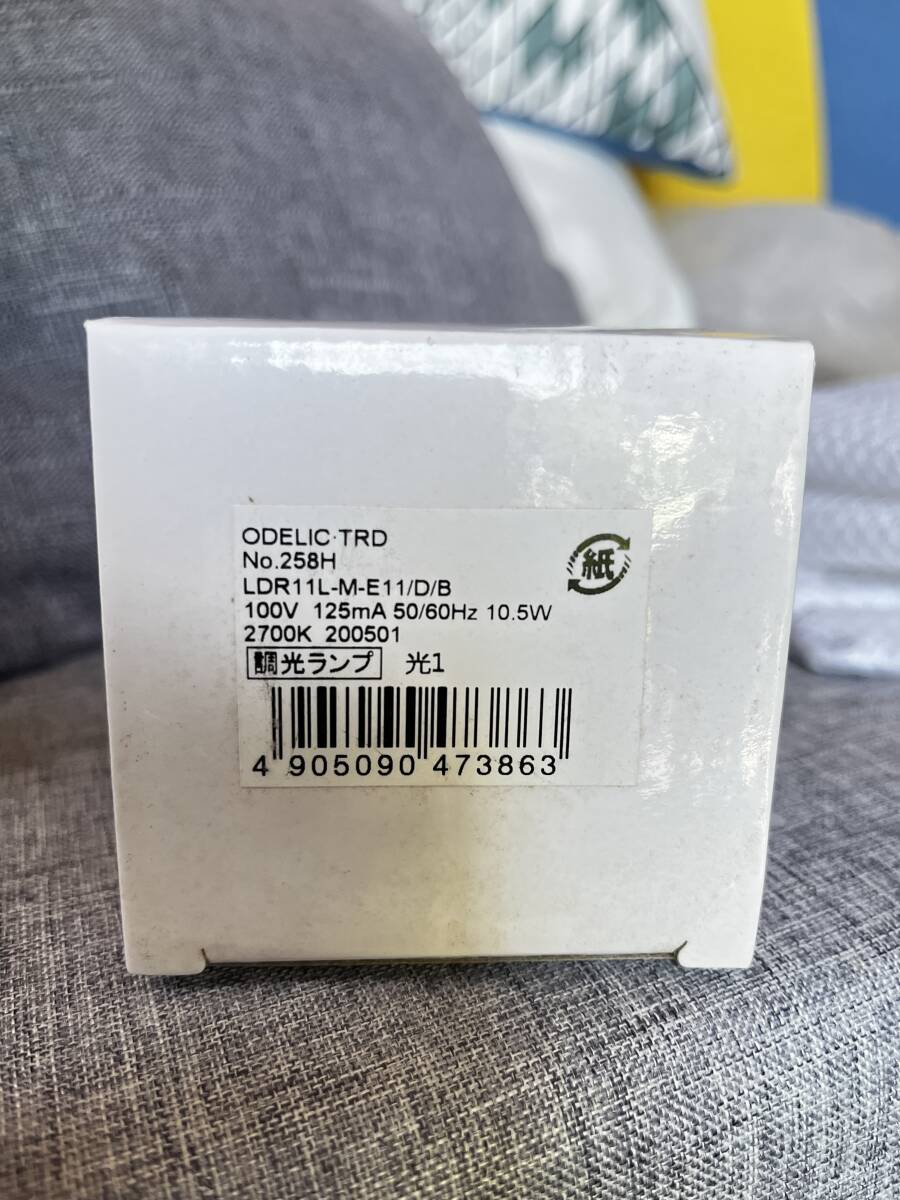 ODELIC·TRD
No.258H
LDR11L-M-E11/D/B
100V 125mA 50/60Hz 10.5W
2700K 200501
調光ランプ 光1
4 905090 473863
紙